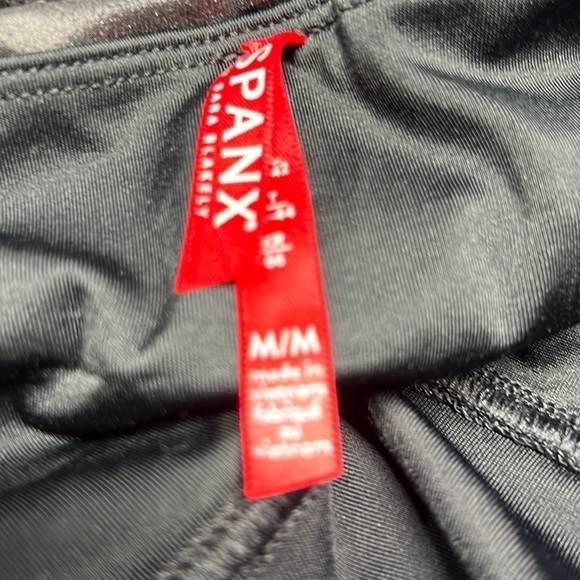 SPANX
SARA BLAKELY
M/M
made in
vietnam
fabriqué
au
vietnam